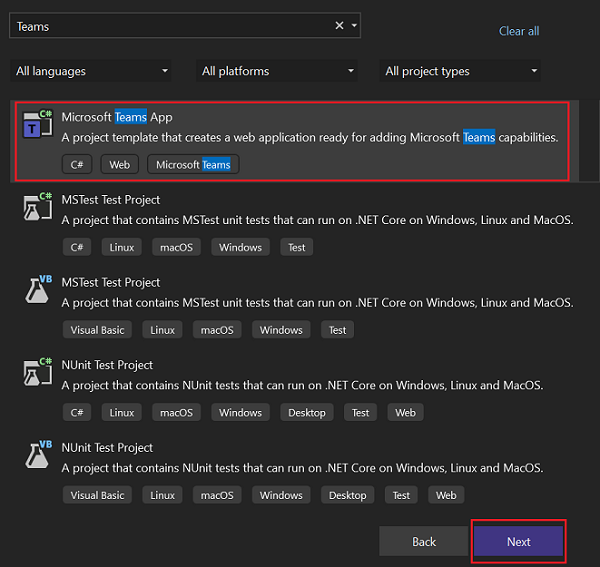 Teams
Clear all
All languages All platforms All project types
C#
T
Microsoft Teams App
A project template that creates a web application ready for adding Microsoft Teams capabilities.
C# Web Microsoft Teams
C#
MSTest Test Project
A project that contains MSTest unit tests that can run on .NET Core on Windows, Linux and MacOS.
C# Linux macOS Windows Test
VB
MSTest Test Project
A project that contains MSTest unit tests that can run on .NET Core on Windows, Linux and MacOS.
Visual Basic Linux macOS Windows Test
C#
NUnit Test Project
A project that contains NUnit tests that can run on .NET Core on Windows, Linux and MacOS.
C# Linux macOS Windows Desktop Test Web
VB
NUnit Test Project
A project that contains NUnit tests that can run on .NET Core on Windows, Linux and MacOS.
Visual Basic Linux macOS Windows Desktop Test Web
Back Next